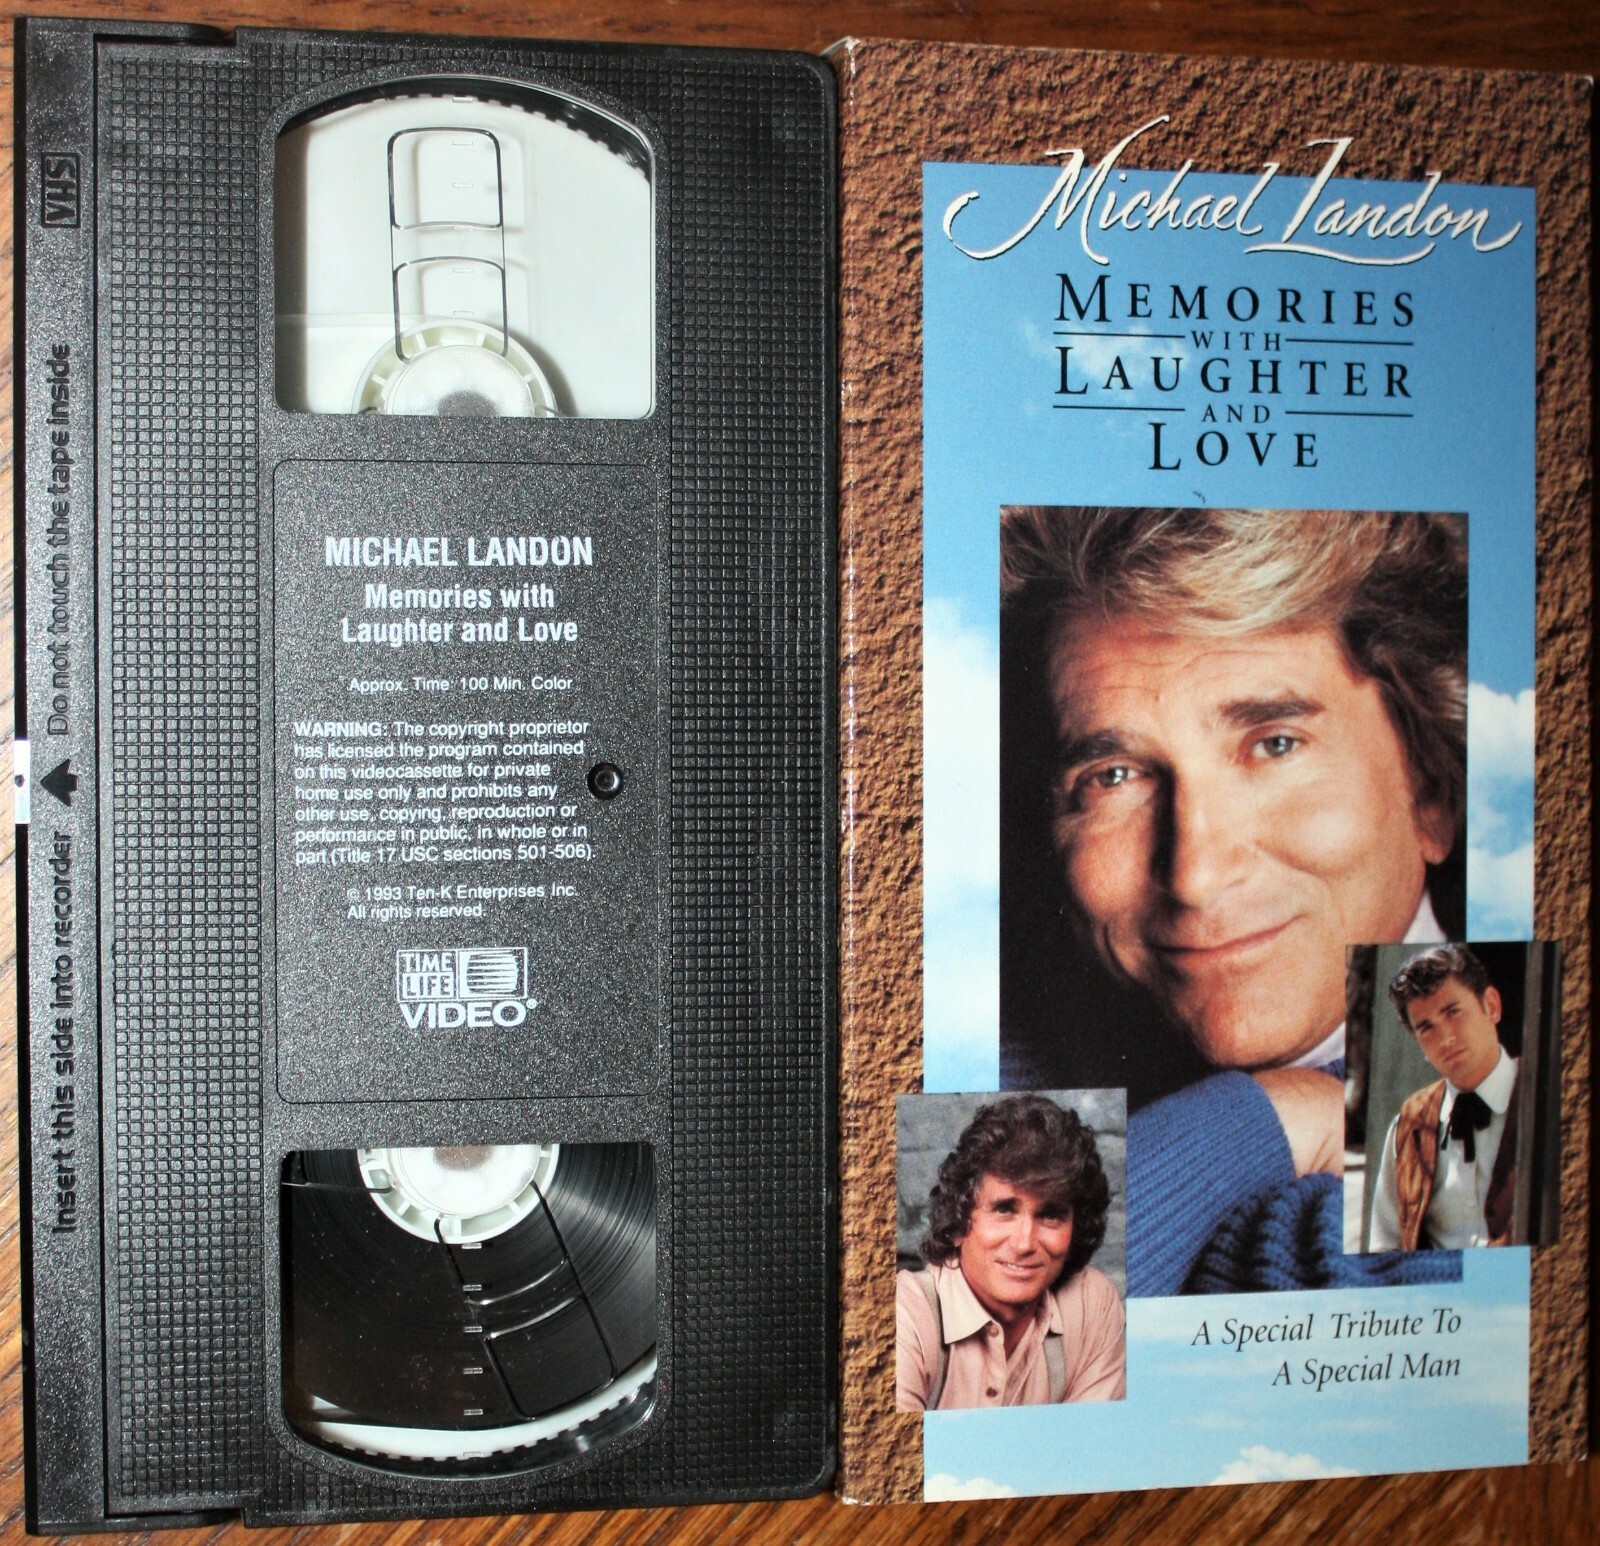 VHS
Do not touch the tape inside
Insert this side into recorder
MICHAEL LANDON
Memories with
Laughter and Love
Approx. Time: 100 Min. Color
WARNING: The copyright proprietor
has licensed the program contained
on this videocassette for private
home use only and prohibits any
other use, copying, reproduction or
performance in public, in whole or in
part (Title 17 USC sections 501-506).
© 1993 Ten-K Enterprises Inc.
All rights reserved.
TIME
LIFE
VIDEO®
Michael Landon
MEMORIES
WITH
LAUGHTER
AND
LOVE
A Special Tribute To
A Special Man